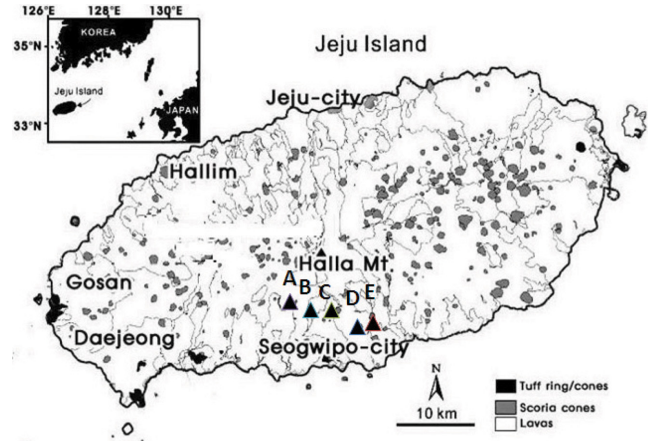 126°E
128°E
130°E
35°N
33°N
KOREA
JAPAN
Jeju Island
Jeju Island
Jeju-city
Hallim
Halla Mt
A
B
C
D
E
Gosan
Daejeong
Seogwipo-city
N
10 km
Tuff ring/cones
Scoria cones
Lavas